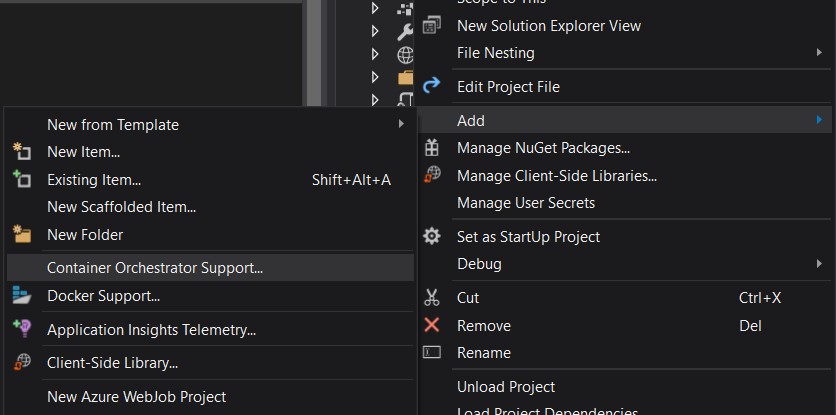 Scope to This
New Solution Explorer View
File Nesting
Edit Project File
Add
Manage NuGet Packages...
Manage Client-Side Libraries...
Manage User Secrets
Set as StartUp Project
Debug
Cut Ctrl+X
Remove Del
Rename
Unload Project
Load Project Dependencies
New from Template
New Item...
Existing Item... Shift+Alt+A
New Scaffolded Item...
New Folder
Container Orchestrator Support...
Docker Support...
Application Insights Telemetry...
Client-Side Library...
New Azure WebJob Project